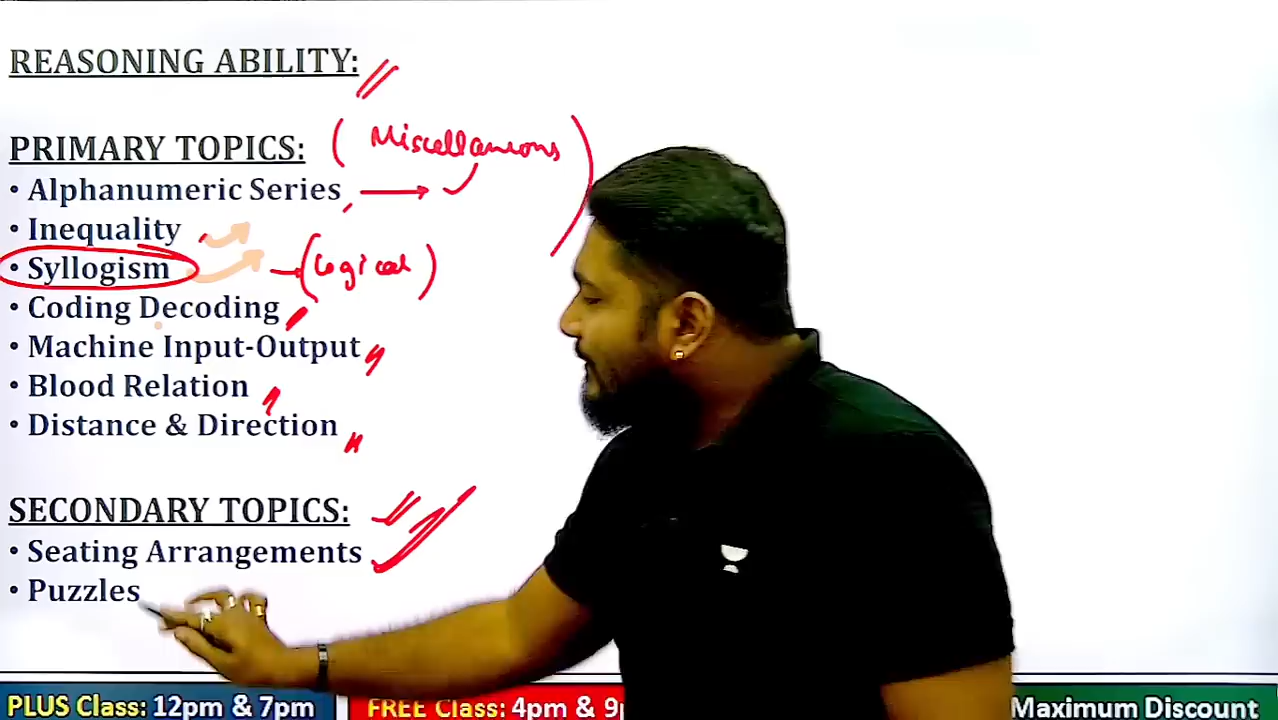 REASONING ABILITY:
PRIMARY TOPICS: ( Miscellaneous )
• Alphanumeric Series
• Inequality
• Syllogism (Logical)
• Coding Decoding
• Machine Input-Output
• Blood Relation
• Distance & Direction
SECONDARY TOPICS:
• Seating Arrangements
• Puzzles
PLUS Class: 12pm & 7pm
FREE Class: 4pm & 9
Maximum Discount